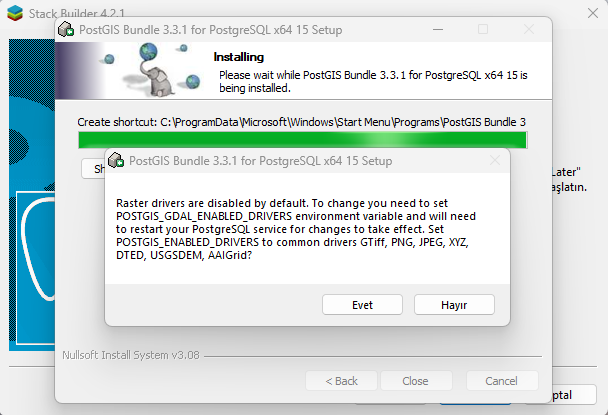 Stack Builder 4.2.1
PostGIS Bundle 3.3.1 for PostgreSQL x64 15 Setup
Installing
Please wait while PostGIS Bundle 3.3.1 for PostgreSQL x64 15 is
being installed.
Create shortcut: C:\ProgramData\Microsoft\Windows\Start Menu\Programs\PostGIS Bundle 3
PostGIS Bundle 3.3.1 for PostgreSQL x64 15 Setup
Raster drivers are disabled by default. To change you need to set
POSTGIS_GDAL_ENABLED_DRIVERS environment variable and will need
to restart your PostgreSQL service for changes to take effect. Set
POSTGIS_ENABLED_DRIVERS to common drivers GTiff, PNG, JPEG, XYZ,
DTED, USGSDEM, AAIGrid?
Evet
Hayır
Later"
Nullsoft Install System v3.08
< Back
Close
Cancel